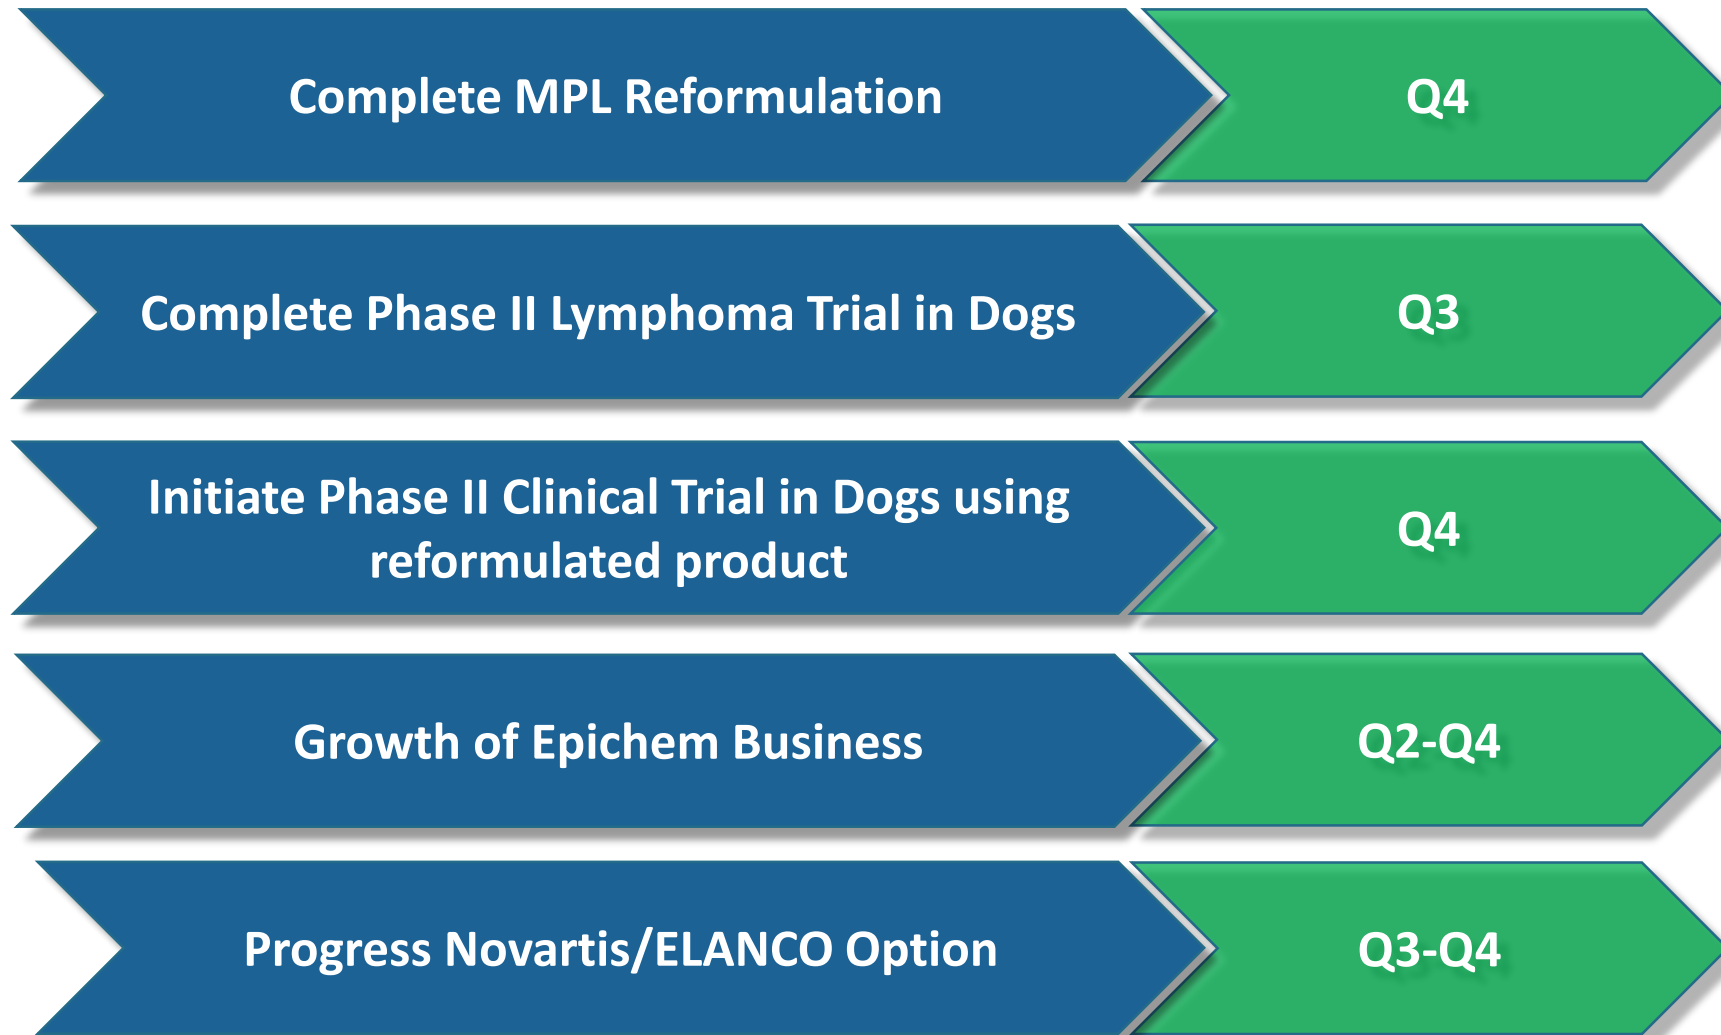 Complete MPL Reformulation
Q4
Complete Phase II Lymphoma Trial in Dogs
Q3
Initiate Phase II Clinical Trial in Dogs using
reformulated product
Q4
Growth of Epichem Business
Q2-Q4
Progress Novartis/ELANCO Option
Q3-Q4